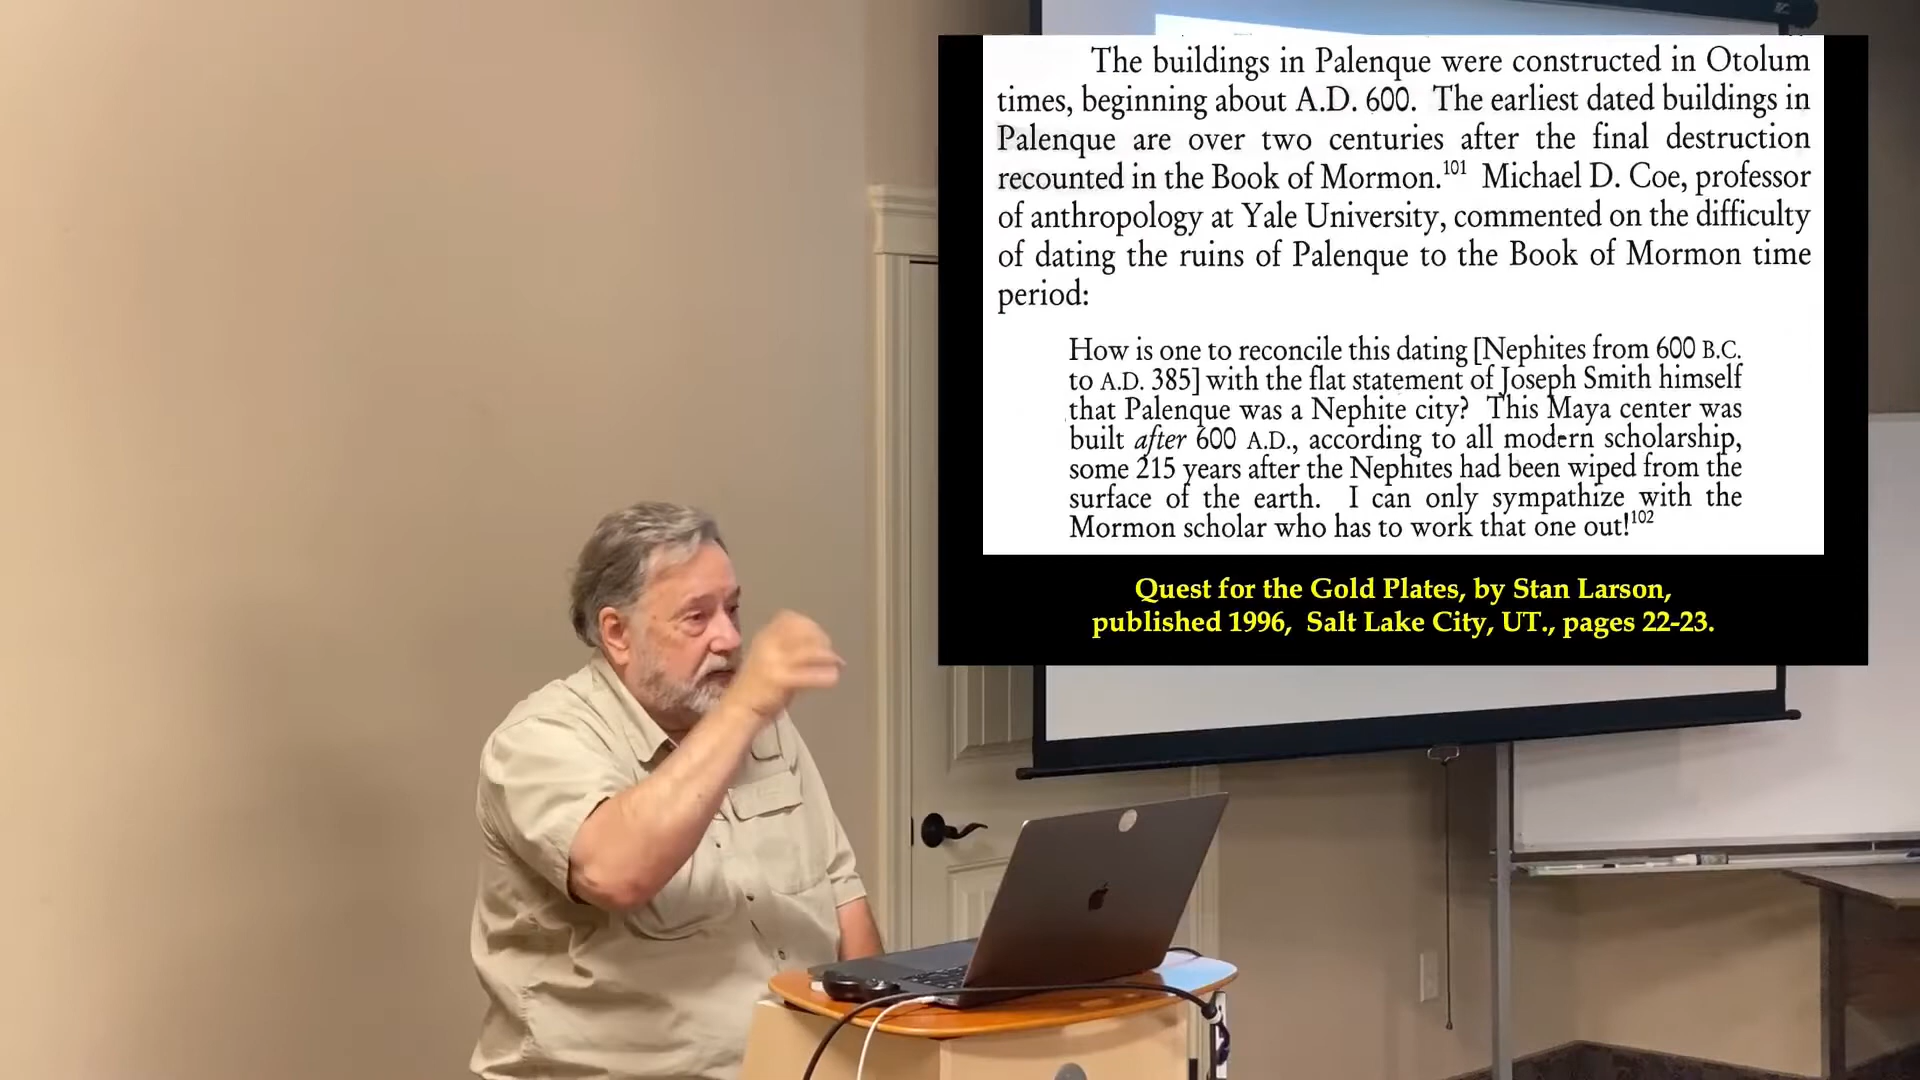 The buildings in Palenque were constructed in Otolum
times, beginning about A.D. 600. The earliest dated buildings in
Palenque are over two centuries after the final destruction
recounted in the Book of Mormon.101 Michael D. Coe, professor
of anthropology at Yale University, commented on the difficulty
of dating the ruins of Palenque to the Book of Mormon time
period:
How is one to reconcile this dating [Nephites from 600 B.C.
to A.D. 385] with the flat statement of Joseph Smith himself
that Palenque was a Nephite city? This Maya center was
built after 600 A.D., according to all modern scholarship,
some 215 years after the Nephites had been wiped from the
surface of the earth. I can only sympathize with the
Mormon scholar who has to work that one out!102
Quest for the Gold Plates, by Stan Larson,
published 1996, Salt Lake City, UT., pages 22-23.